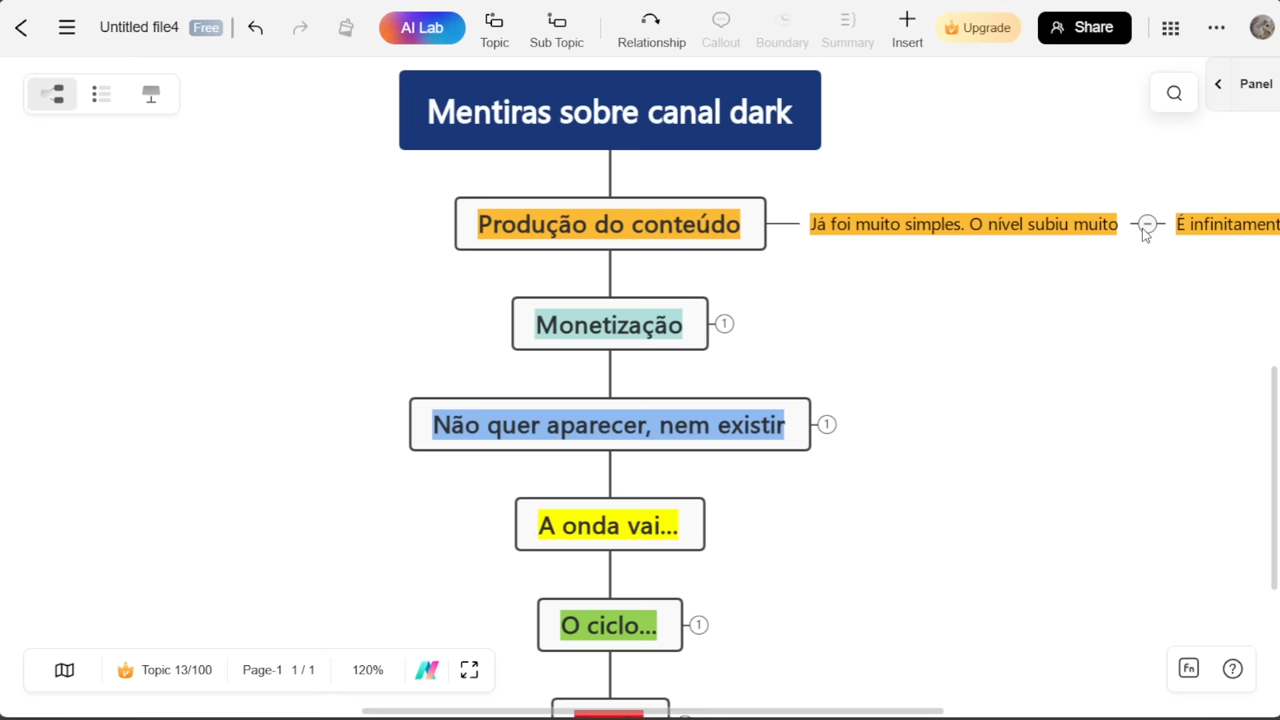 Untitled file4
Free
AI Lab
Topic
Sub Topic
Relationship
Callout
Boundary
Summary
Insert
Upgrade
Share
Panel
Mentiras sobre canal dark
Produção do conteúdo
Já foi muito simples. O nível subiu muito
É infinitament
Monetização
1
Não quer aparecer, nem existir
1
A onda vai...
O ciclo...
1
Topic 13/100
Page-1 1 / 1
120%
Fn